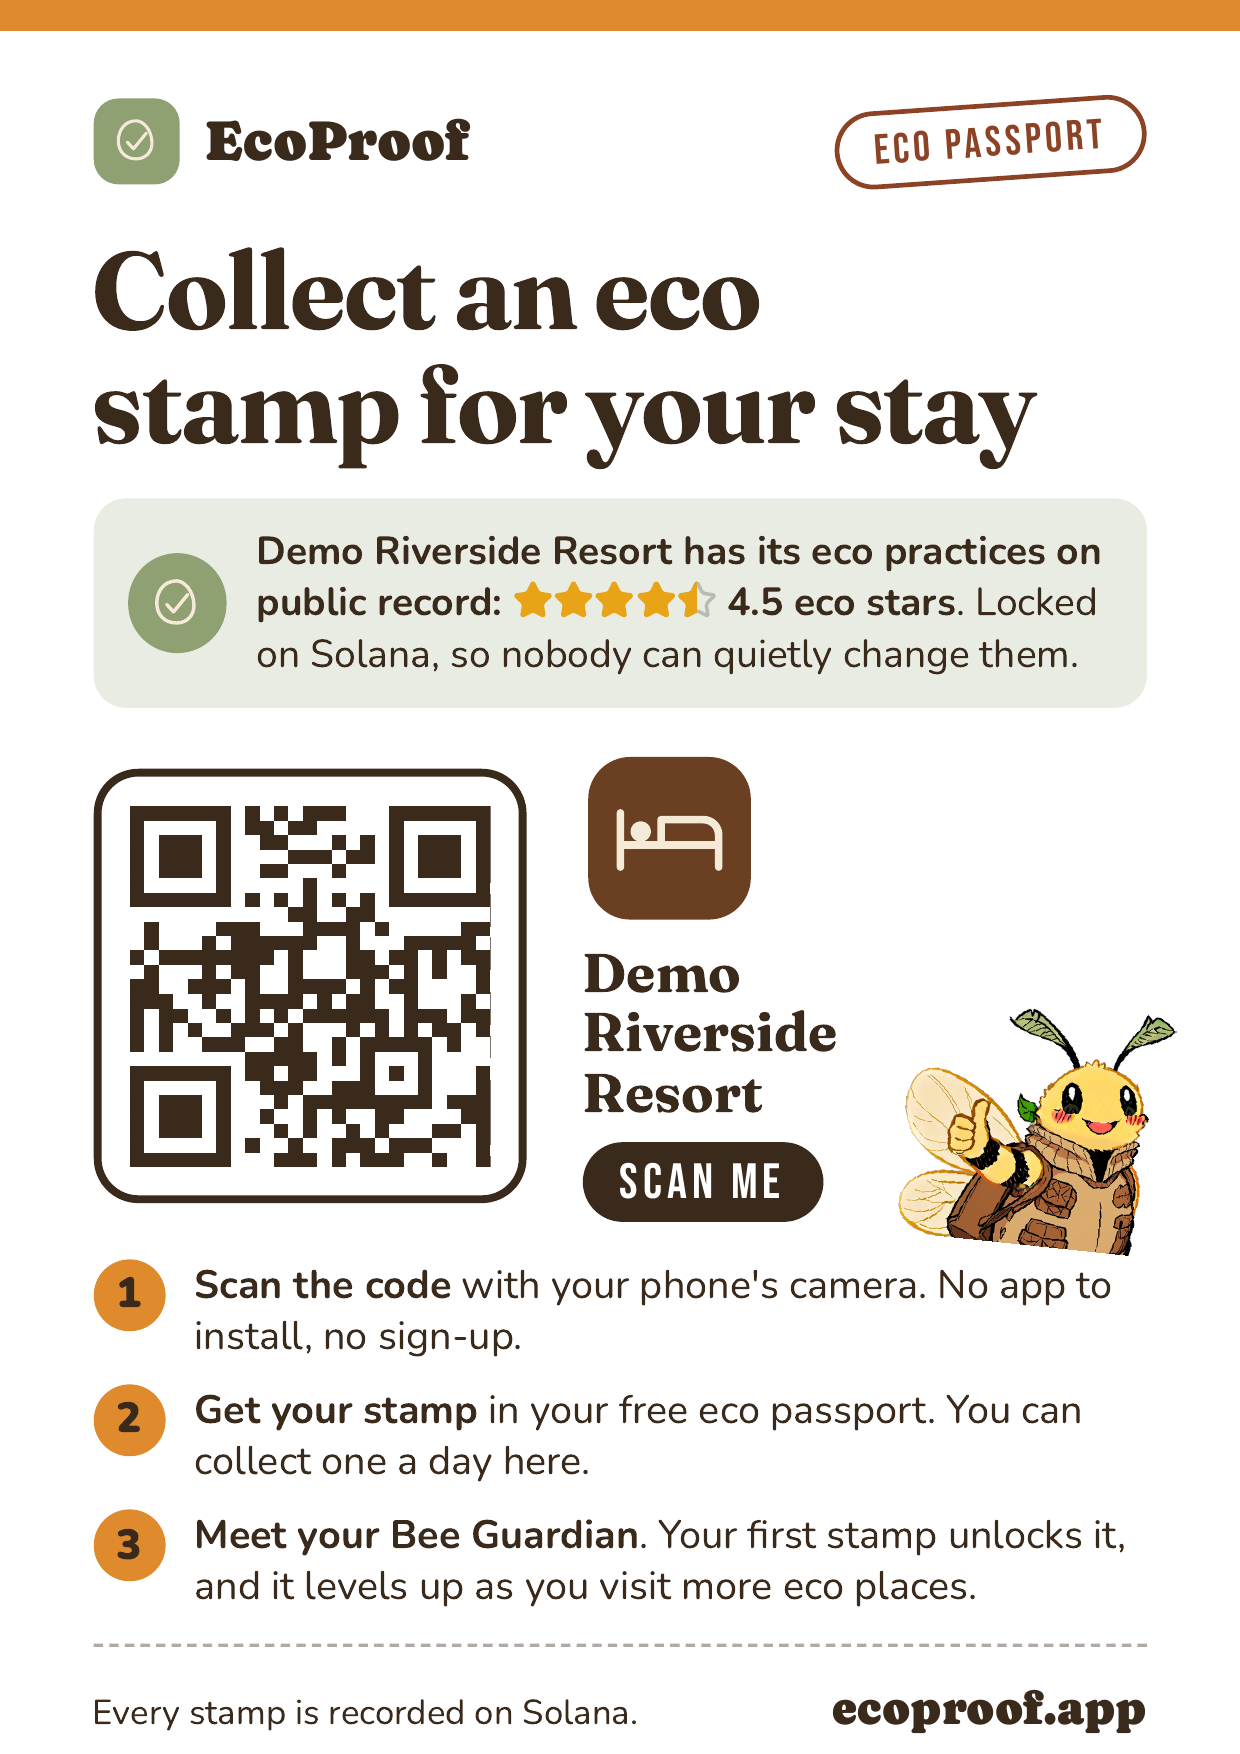 EcoProof
ECO PASSPORT
Collect an eco
stamp for your stay
Demo Riverside Resort has its eco practices on
public record: 4.5 eco stars. Locked
on Solana, so nobody can quietly change them.
Demo
Riverside
Resort
SCAN ME
1
Scan the code with your phone's camera. No app to
install, no sign-up.
2
Get your stamp in your free eco passport. You can
collect one a day here.
3
Meet your Bee Guardian. Your first stamp unlocks it,
and it levels up as you visit more eco places.
Every stamp is recorded on Solana.
ecoproof.app